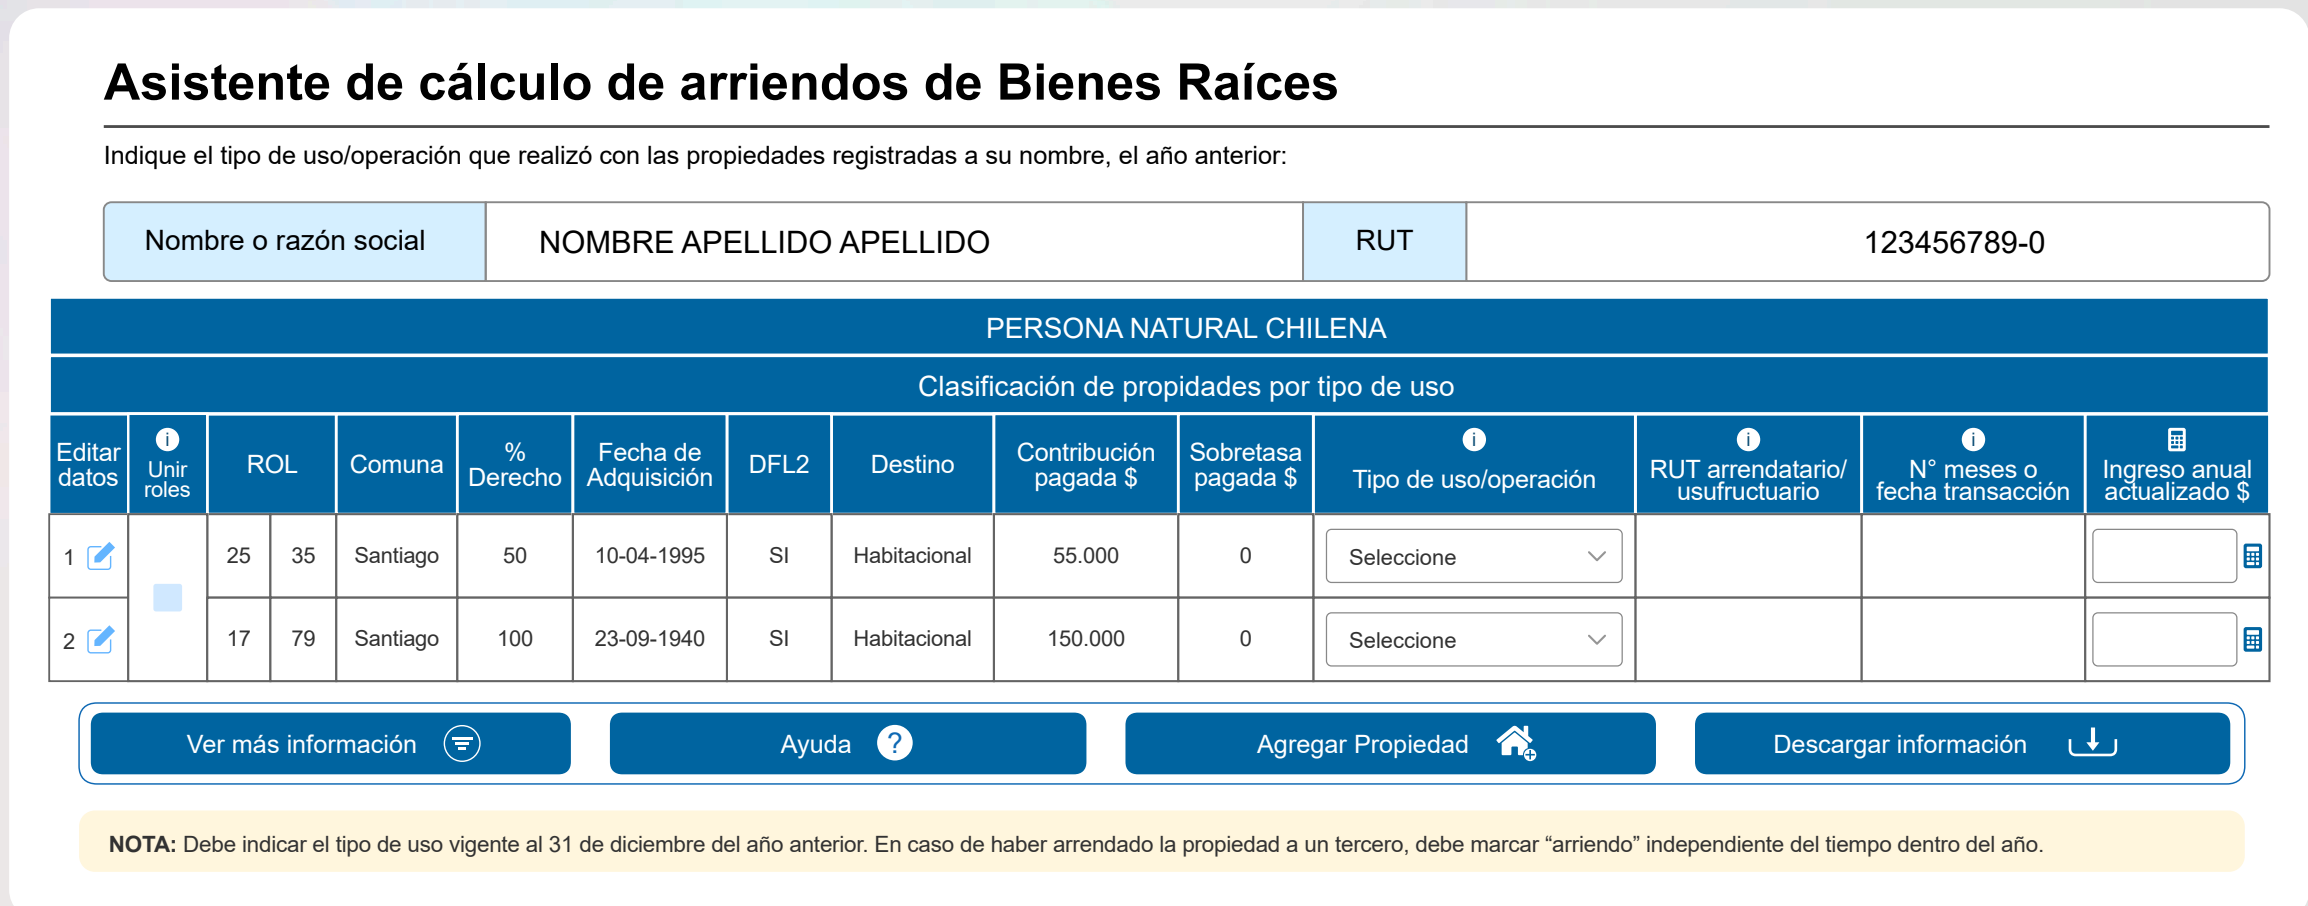 Asistente de cálculo de arriendos de Bienes Raíces
Indique el tipo de uso/operación que realizó con las propiedades registradas a su nombre, el año anterior:
Nombre o razón social NOMBRE APELLIDO APELLIDO RUT 123456789-0
PERSONA NATURAL CHILENA
Clasificación de propidades por tipo de uso
Editar datos
Unir roles
ROL
Comuna
% Derecho
Fecha de Adquisición
DFL2
Destino
Contribución pagada $
Sobretasa pagada $
Tipo de uso/operación
RUT arrendatario/ usufructuario
N° meses o fecha transacción
Ingreso anual actualizado $
1 25 35 Santiago 50 10-04-1995 SI Habitacional 55.000 0 Seleccione
2 17 79 Santiago 100 23-09-1940 SI Habitacional 150.000 0 Seleccione
Ver más información Ayuda ? Agregar Propiedad Descargar información
NOTA: Debe indicar el tipo de uso vigente al 31 de diciembre del año anterior. En caso de haber arrendado la propiedad a un tercero, debe marcar “arriendo” independiente del tiempo dentro del año.